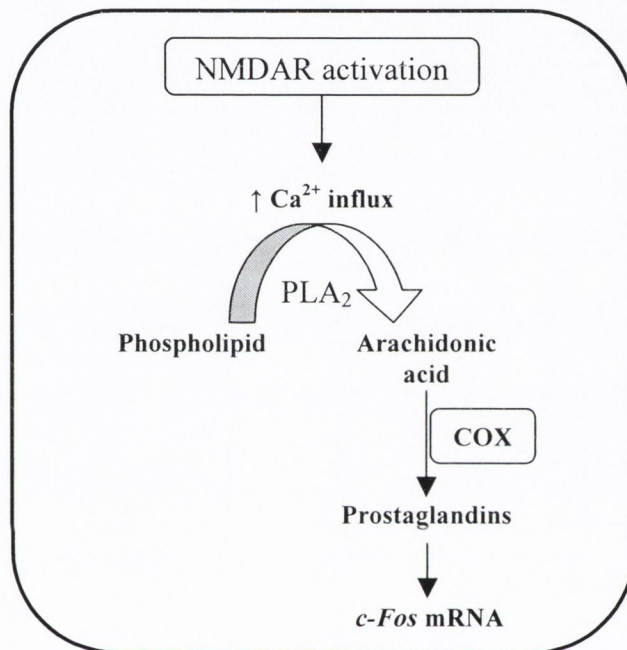 NMDAR activation
↑ Ca²⁺ influx
PLA₂
Phospholipid
Arachidonic
acid
COX
Prostaglandins
c-Fos mRNA